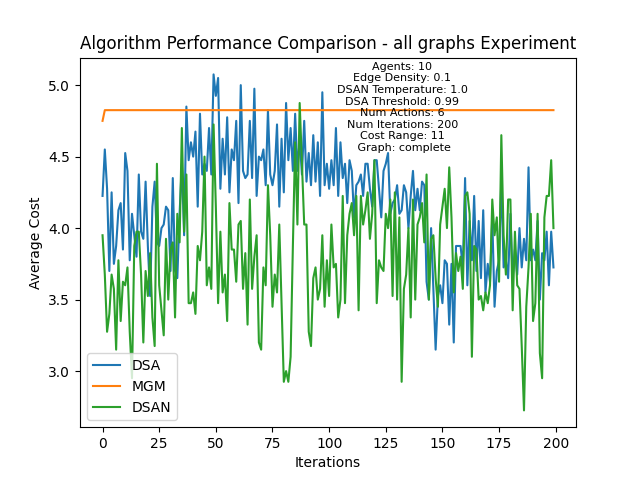 Algorithm Performance Comparison - all graphs Experiment
Agents: 10
Edge Density: 0.1
DSAN Temperature: 1.0
DSA Threshold: 0.99
Num Actions: 6
Num Iterations: 200
Cost Range: 11
Graph: complete
5.0
4.5
4.0
3.5
3.0
Average Cost
DSA
MGM
DSAN
0 25 50 75 100 125 150 175 200
Iterations